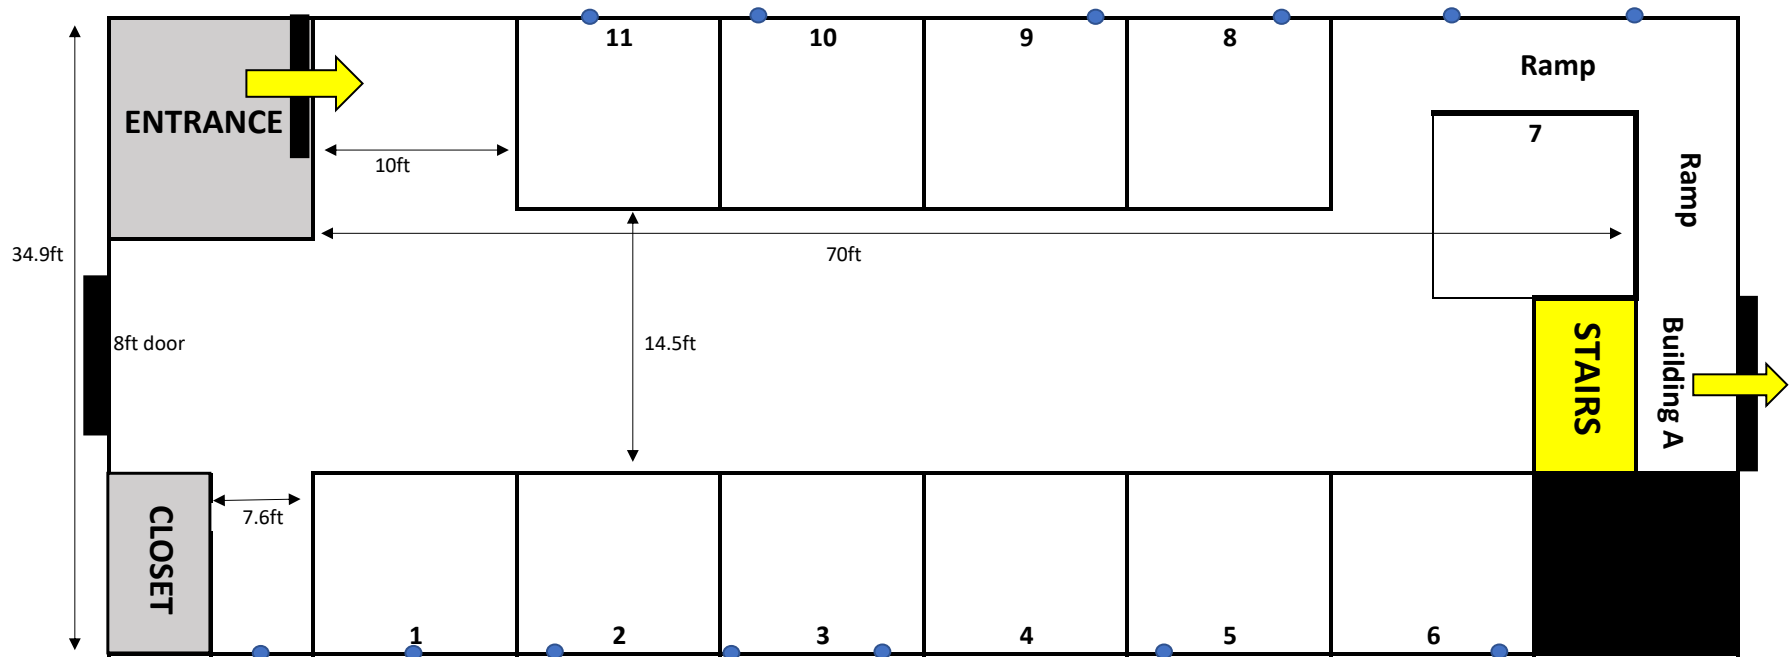 11
10
9
8
Ramp
ENTRANCE
7
10ft
Ramp
34.9ft
70ft
8ft door
14.5ft
STAIRS
Building A
CLOSET
7.6ft
1
2
3
4
5
6